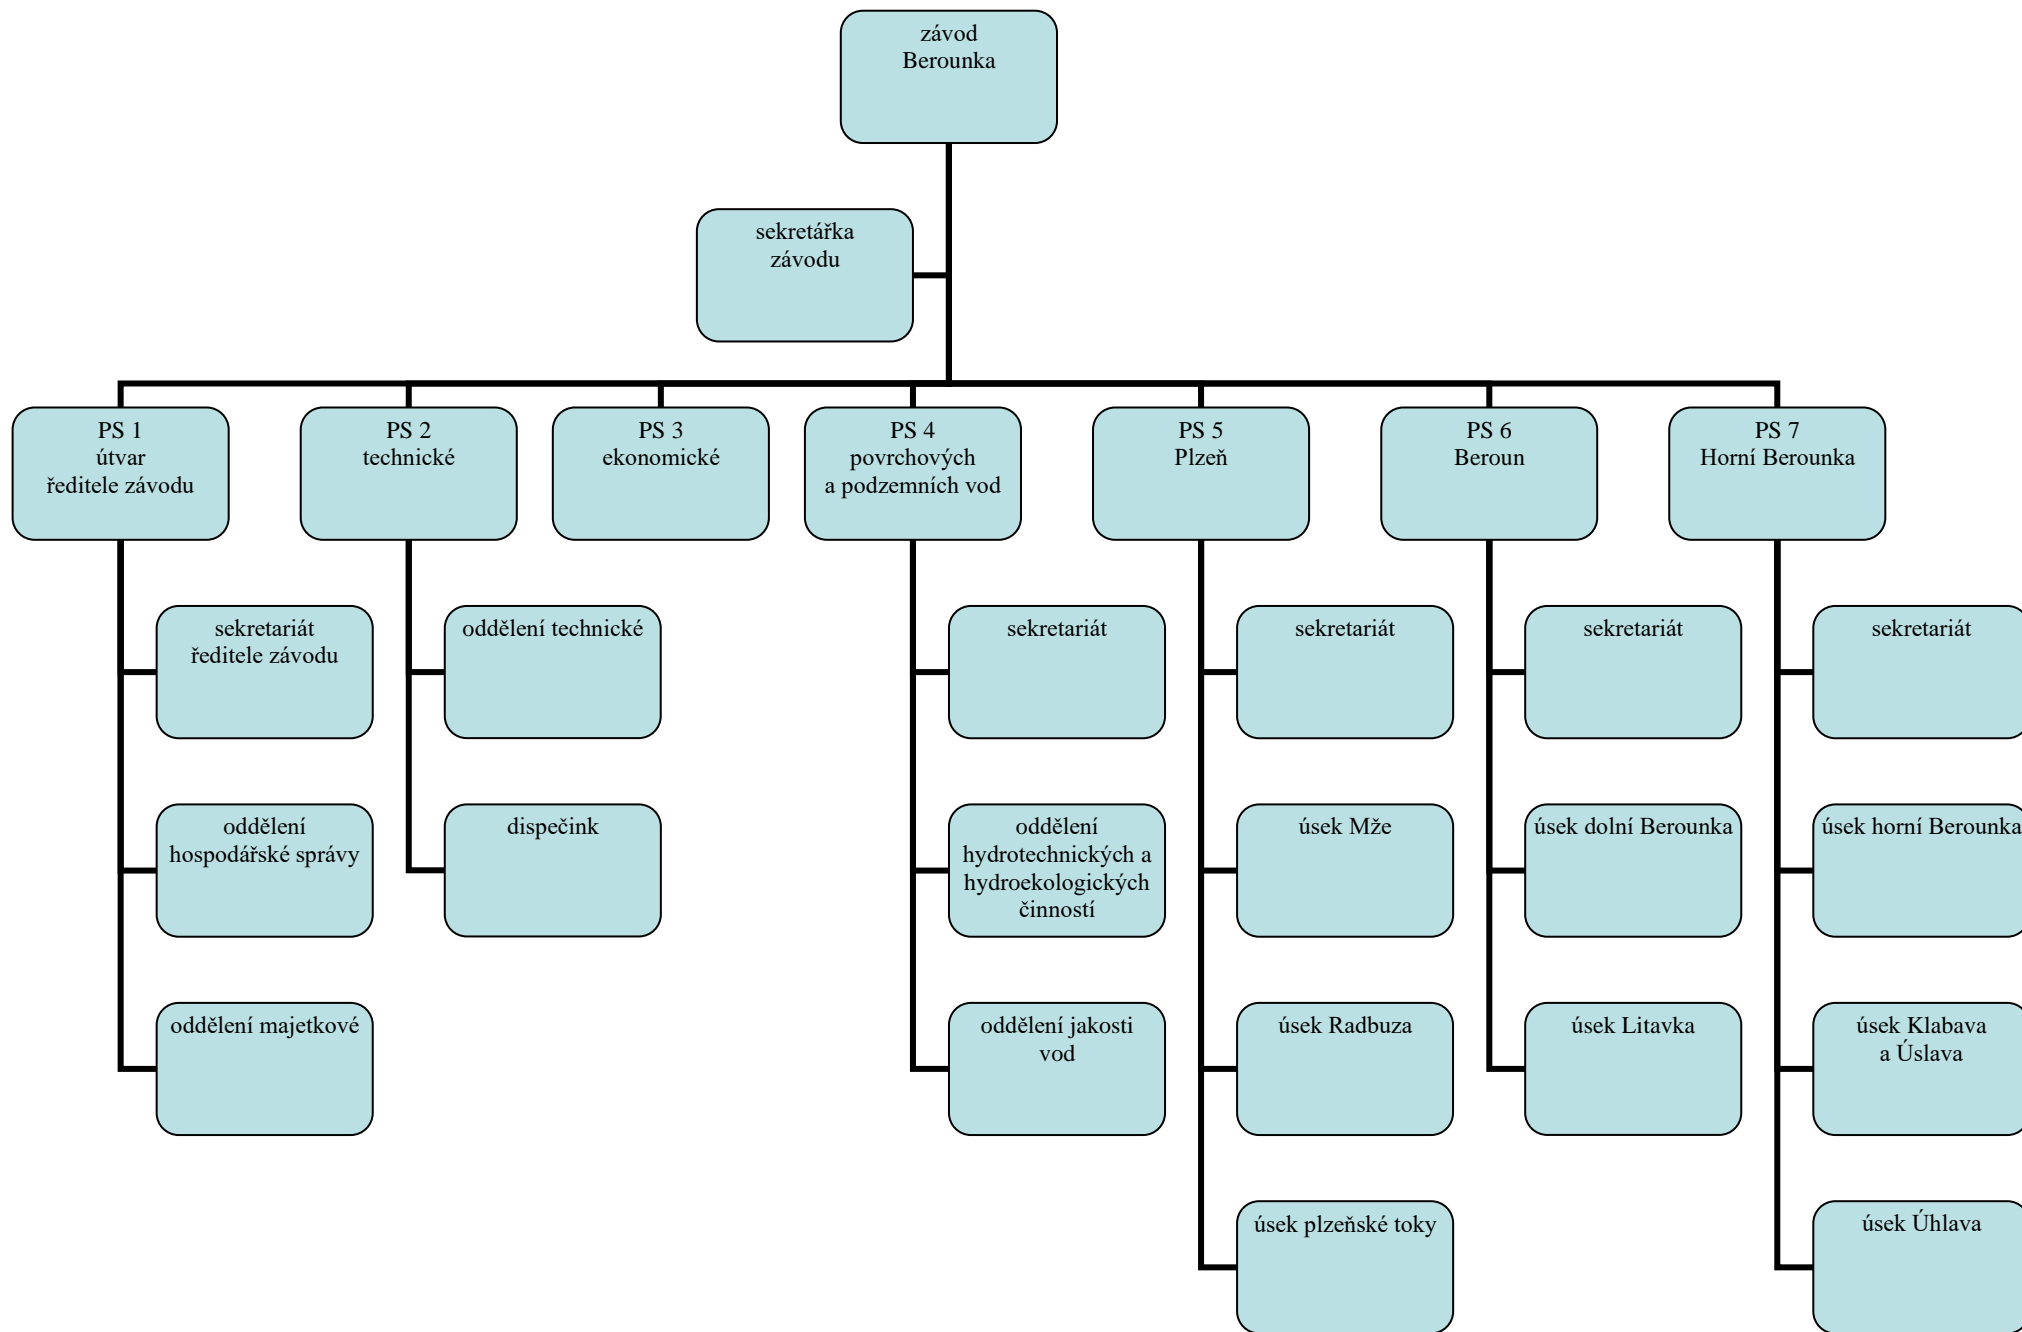 závod
Berounka
sekretářka
závodu
PS 1
útvar
ředitele závodu
PS 2
technické
PS 3
ekonomické
PS 4
povrchových
a podzemních vod
PS 5
Plzeň
PS 6
Beroun
PS 7
Horní Berounka
sekretariát
ředitele závodu
oddělení technické
sekretariát
sekretariát
sekretariát
sekretariát
oddělení
hospodářské správy
dispečink
oddělení
hydrotechnických a
hydroekologických
činností
úsek Mže
úsek dolní Berounka
úsek horní Berounka
oddělení majetkové
oddělení jakosti
vod
úsek Radbuza
úsek Litavka
úsek Klabava
a Úslava
úsek plzeňské toky
úsek Úhlava